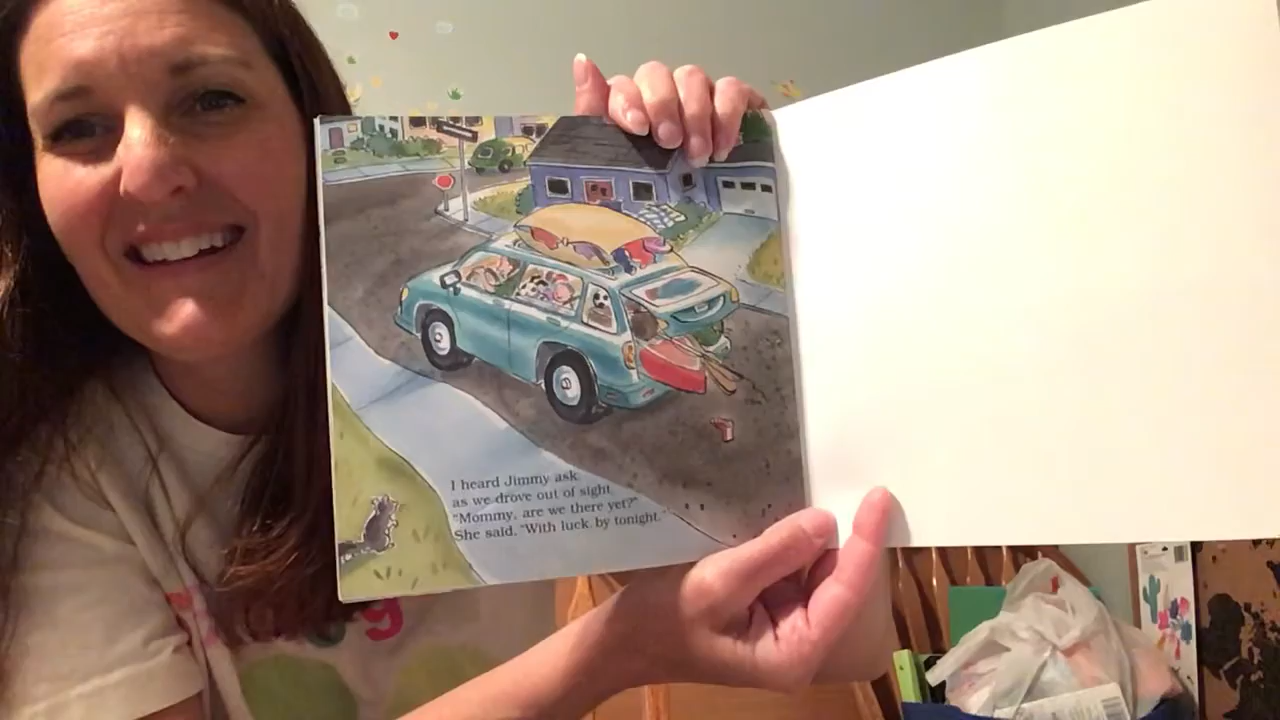 I heard Jimmy ask
as we drove out of sight,
"Mommy, are we there yet?"
She said, "With luck, by tonight."